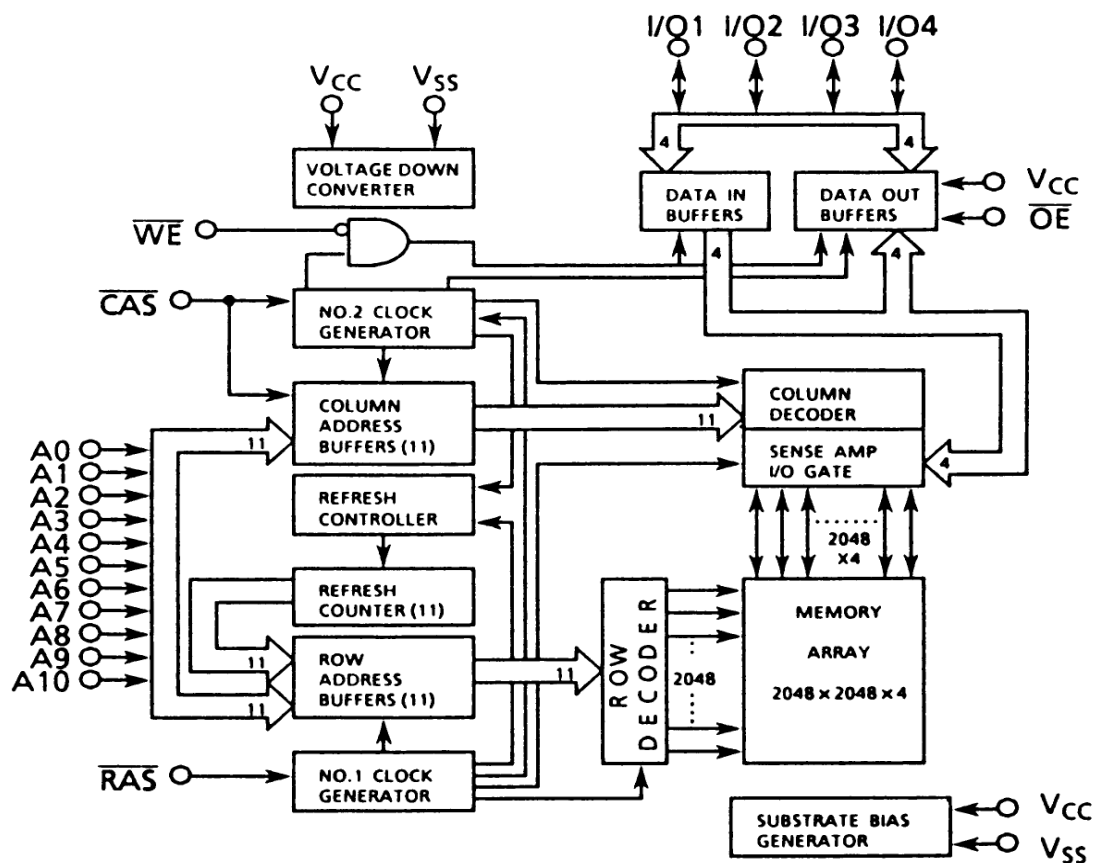 I/O1 I/O2 I/O3 I/O4
VCC VSS
VOLTAGE DOWN
CONVERTER
4 4
DATA IN
BUFFERS
DATA OUT
BUFFERS
VCC
OE
WE
4 4
CAS
NO.2 CLOCK
GENERATOR
COLUMN
ADDRESS
BUFFERS (11)
11
11
COLUMN
DECODER
SENSE AMP
I/O GATE
4
A0
A1
A2
A3
A4
A5
A6
A7
A8
A9
A10
REFRESH
CONTROLLER
2048
X4
REFRESH
COUNTER (11)
11
ROW
ADDRESS
BUFFERS (11)
11
11
ROW
DECODER
2048
MEMORY
ARRAY
2048 x 2048 x 4
RAS
NO.1 CLOCK
GENERATOR
SUBSTRATE BIAS
GENERATOR
VCC
VSS